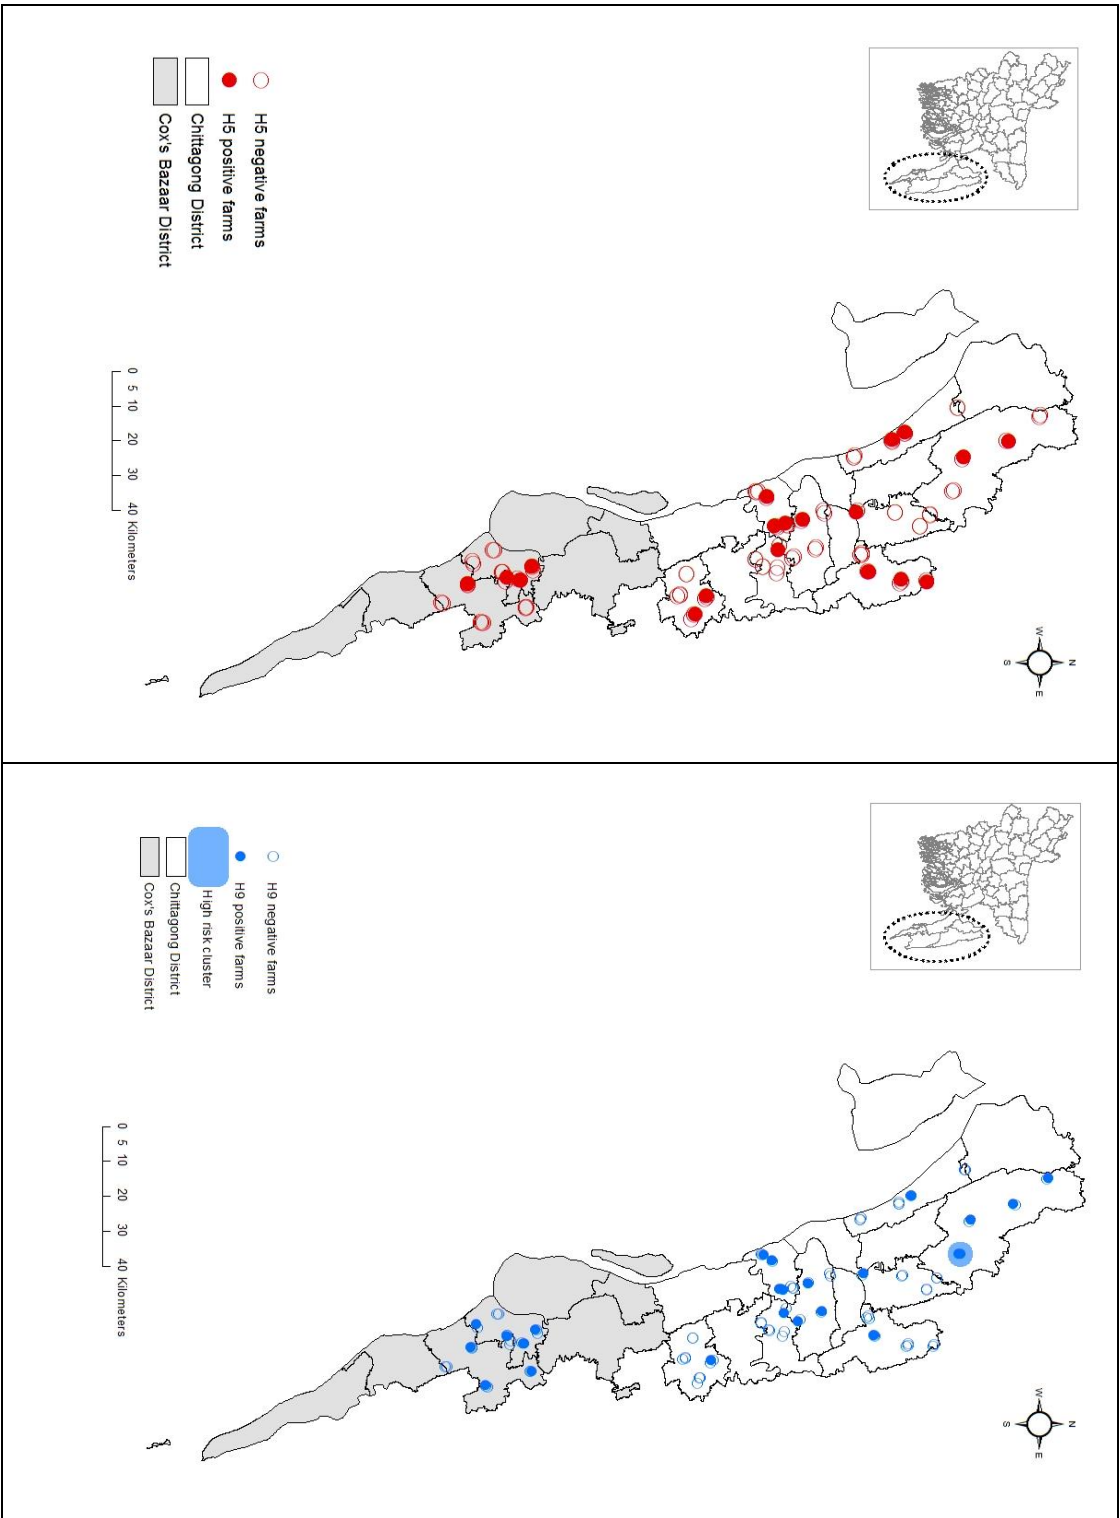 H5 negative farms
H5 positive farms
Chittagong District
Cox's Bazaar District
0 5 10 20 30 40 Kilometers
N
W
E
S
H9 negative farms
H9 positive farms
High risk cluster
Chittagong District
Cox's Bazaar District
0 5 10 20 30 40 Kilometers
N
W
E
S